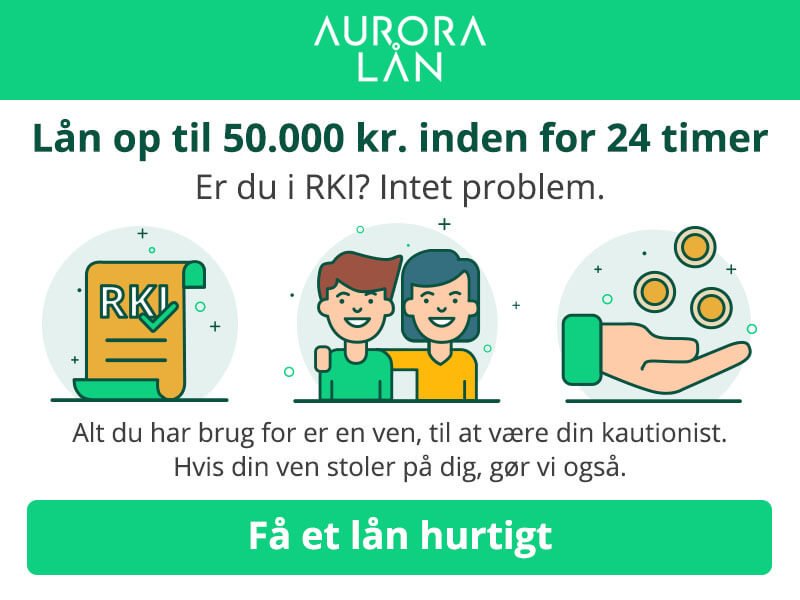 AURORA
LÅN
Lån op til 50.000 kr. inden for 24 timer
Er du i RKI? Intet problem.
RKI
Alt du har brug for er en ven, til at være din kautionist.
Hvis din ven stoler på dig, gør vi også.
Få et lån hurtigt